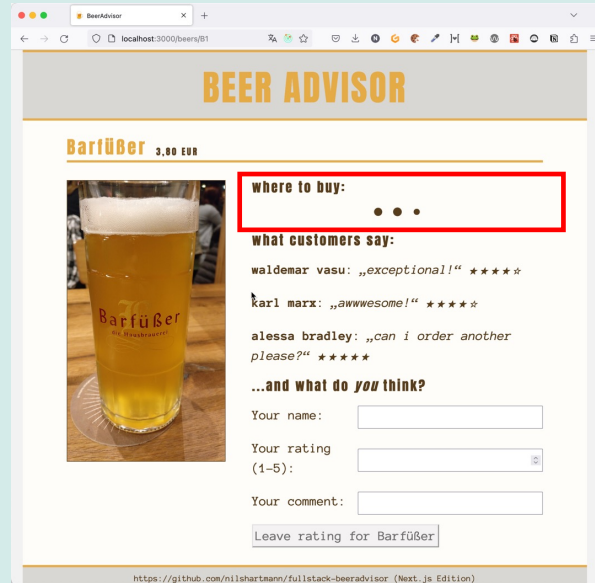 BeerAdvisor
localhost:3000/beers/B1
BEER ADVISOR
Barfüßer 3,80 EUR
where to buy:
what customers say:
waldemar vasu: „exceptional!“ ★★★★☆
karl marx: „awwwesome!“ ★★★★☆
alessa bradley: „can i order another
please?“ ★★★★★
...and what do you think?
Your name:
Your rating
(1-5):
Your comment:
Leave rating for Barfüßer
Barfüßer
die Hausbrauerei
https://github.com/nilshartmann/fullstack-beeradvisor (Next.js Edition)